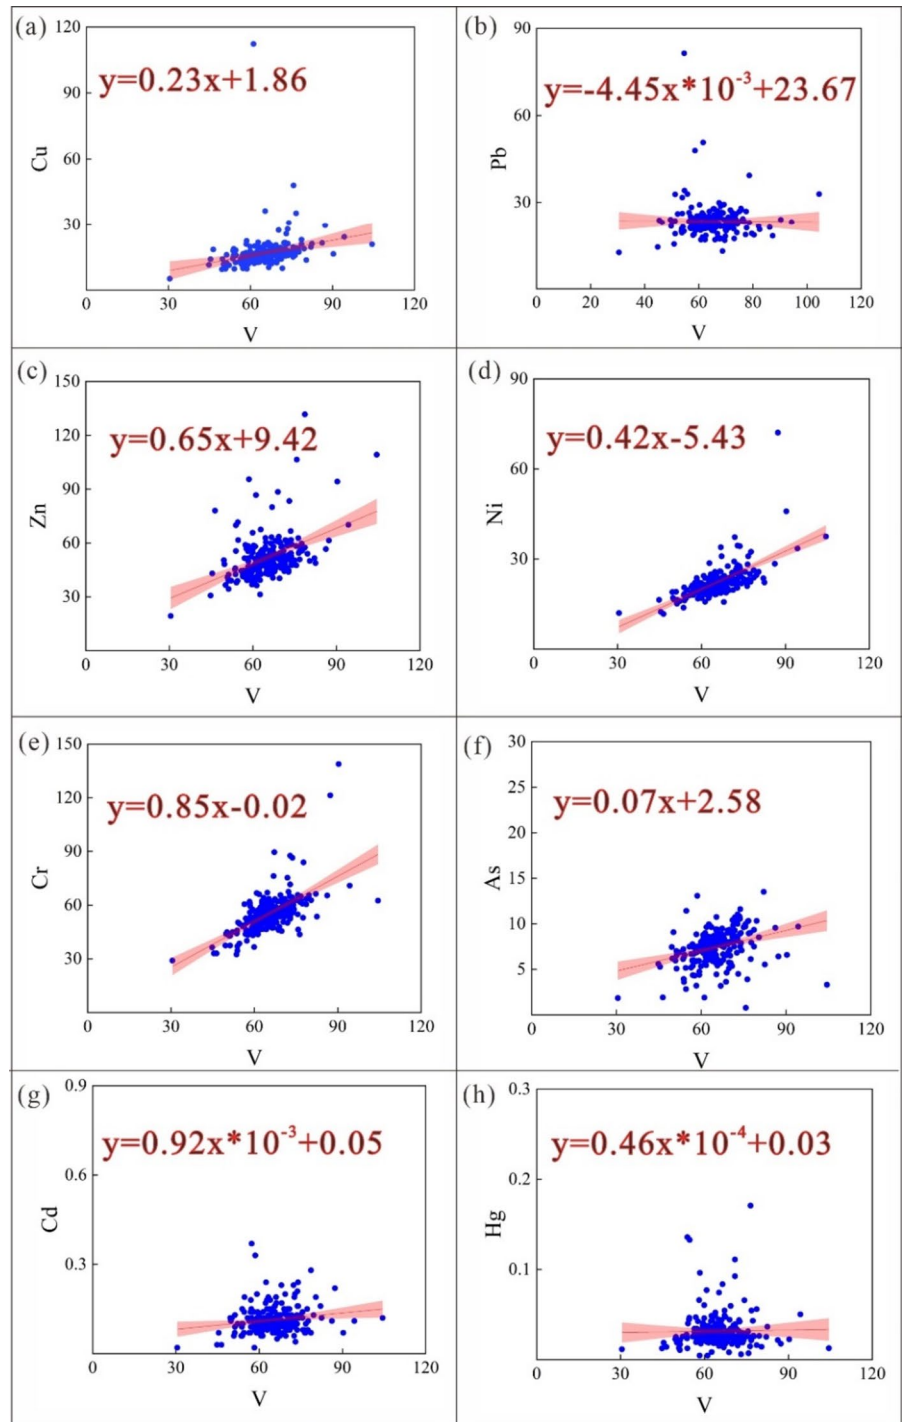 (a)
120
90
60
30
0
30
60
90
120
Cu
V
y=0.23x+1.86
(b)
90
60
30
0
20
40
60
80
100
120
Pb
V
y=-4.45x*10⁻³+23.67
(c)
150
120
90
60
30
0
30
60
90
120
Zn
V
y=0.65x+9.42
(d)
90
60
30
0
30
60
90
120
Ni
V
y=0.42x-5.43
(e)
150
120
90
60
30
0
30
60
90
120
Cr
V
y=0.85x-0.02
(f)
30
25
20
15
10
5
0
30
60
90
120
As
V
y=0.07x+2.58
(g)
0.9
0.6
0.3
0
30
60
90
120
Cd
V
y=0.92x*10⁻³+0.05
(h)
0.3
0.2
0.1
0
30
60
90
120
Hg
V
y=0.46x*10⁻⁴+0.03